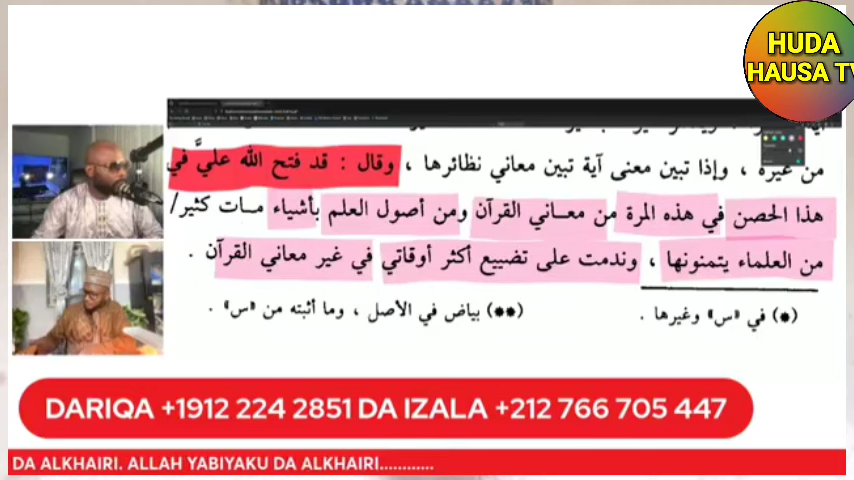 HUDA
HAUSA TV
من غيره ، وإذا تبين معنى آية تبين معاني نظائرها ، وقال : قد فتح الله عليَّ في
هذا الحصن في هذه المرة من معـاني القرآن ومن أصول العلم بأشياء مـات كثير/
من العلماء يتمنونها ، وندمت على تضييع أكثر أوقاتي في غير معاني القرآن .
(*) في «س» وغيرها .
(**) بياض في الأصل ، وما أثبته من «س» .
DARIQA +1912 224 2851 DA IZALA +212 766 705 447
DA ALKHAIRI. ALLAH YABIYAKU DA ALKHAIRI............